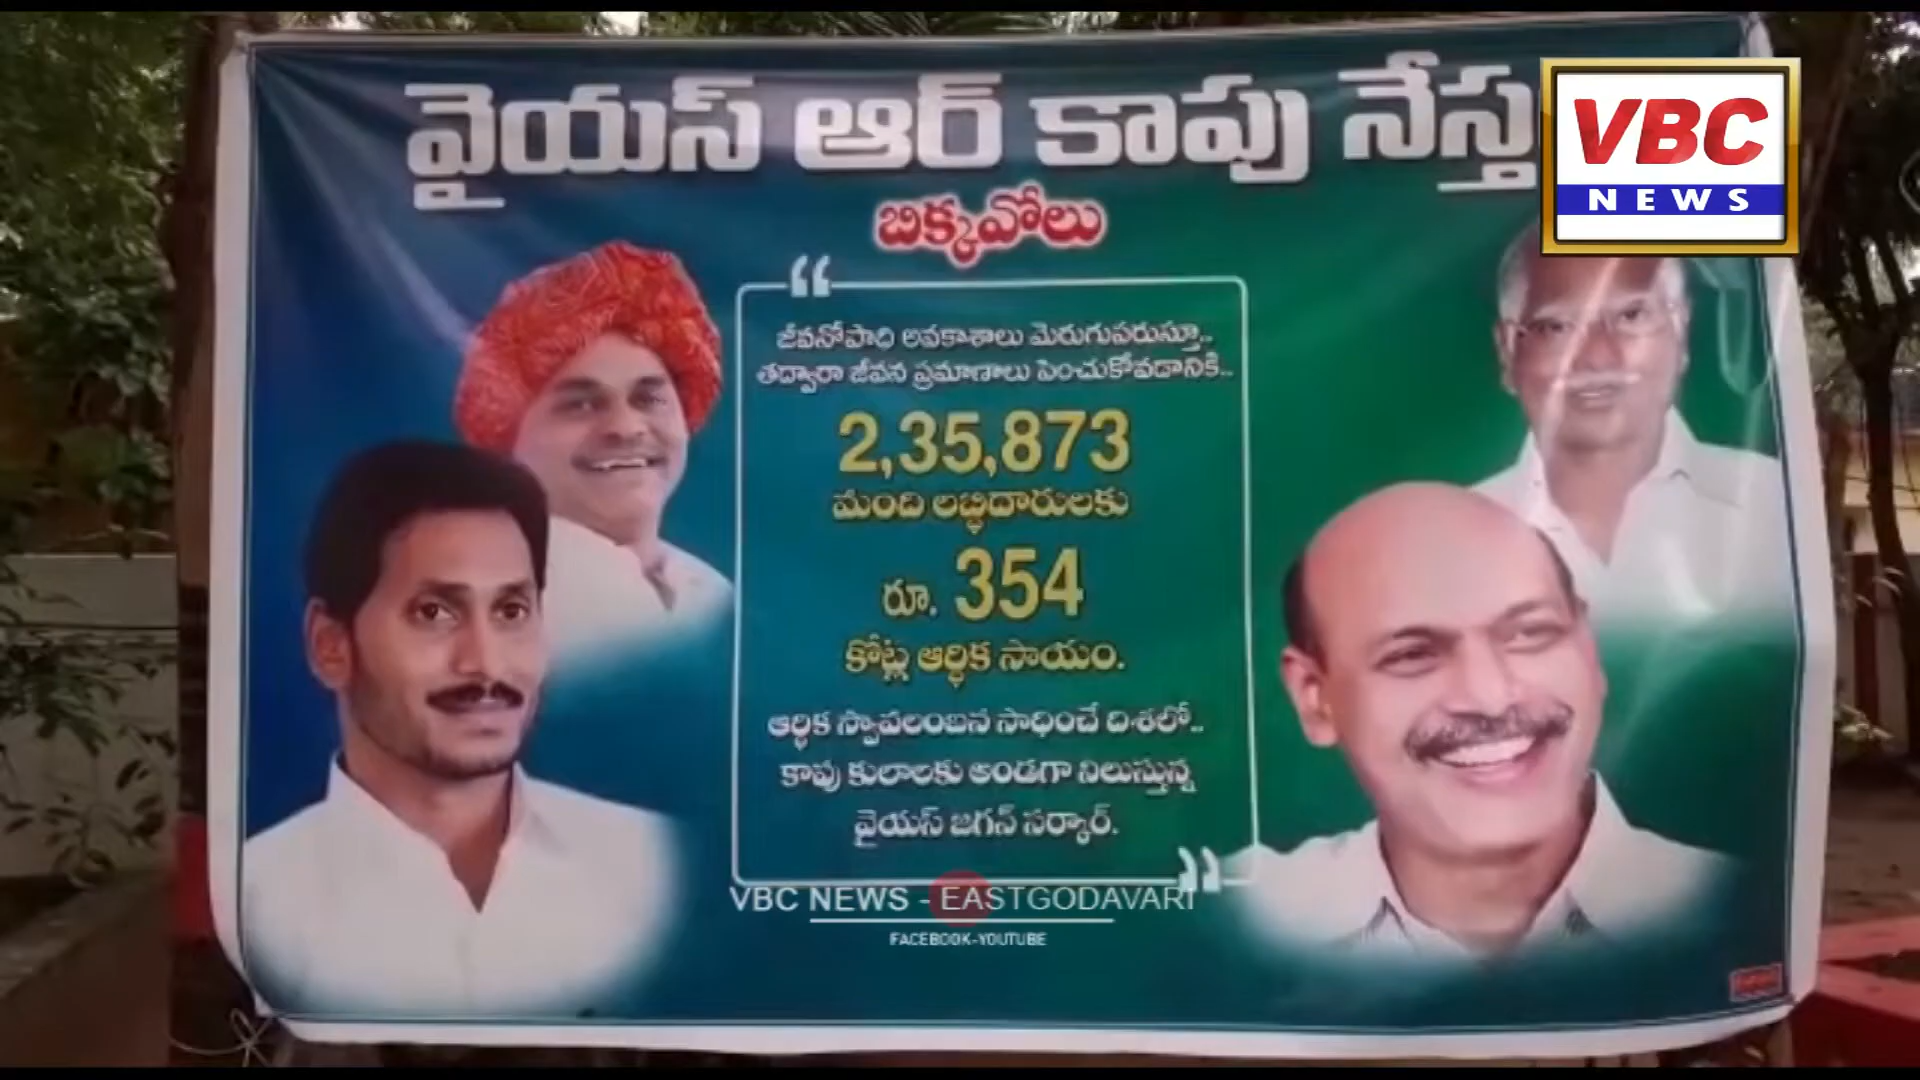 వైయస్ ఆర్ కాపు నేస్త
VBC
NEWS
బిక్కవోలు
“
జీవనోపాధి అవకాశాలు మెరుగుపరుస్తూ..
తద్వారా జీవన ప్రమాణాలు పెంచుకోవడానికి..
2,35,873
మంది లబ్ధిదారులకు
రూ. 354
కోట్ల ఆర్థిక సాయం.
ఆర్థిక స్వావలంబన సాధించే దిశలో..
కాపు కులాలకు అండగా నిలుస్తున్న
వైయస్ జగన్ సర్కార్.
”
VBC NEWS - EASTGODAVARI
FACEBOOK-YOUTUBE